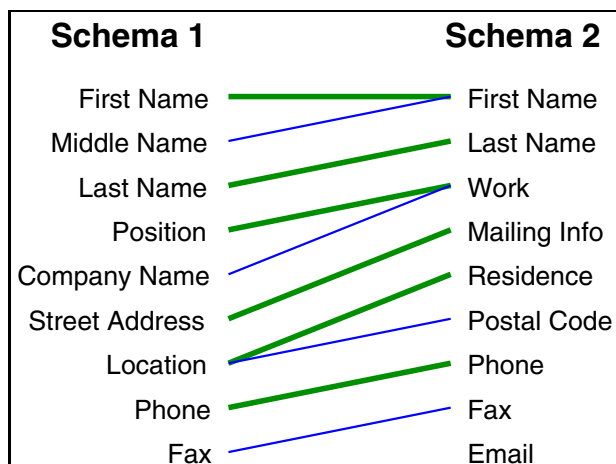 Schema 1
Schema 2
First Name
First Name
Middle Name
Last Name
Last Name
Work
Position
Mailing Info
Company Name
Residence
Street Address
Postal Code
Location
Phone
Phone
Fax
Fax
Email